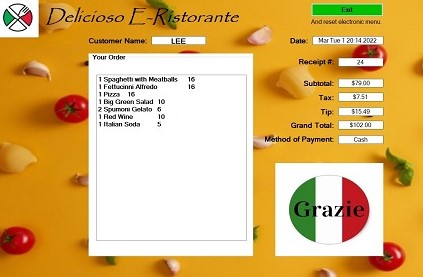 Delicioso E-Ristorante
Exit
And reset electronic menu.
Customer Name: LEE
Date: Mar Tue 1 20:14 2022
Your Order
Receipt #: 24
1 Spaghetti with Meatballs 16
1 Fettucinni Alfredo 16
1 Pizza 16
1 Big Green Salad 10
2 Spumoni Gelato 6
1 Red Wine 10
1 Italian Soda 5
Subtotal: $79.00
Tax: $7.51
Tip: $15.49
Grand Total: $102.00
Method of Payment: Cash
Grazie